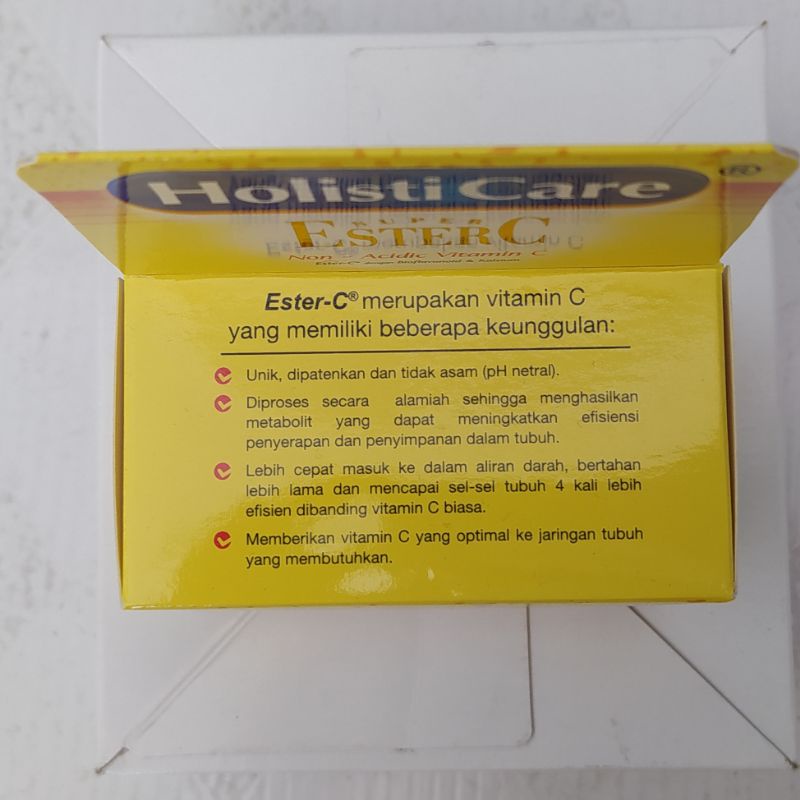 HolistiCare®
SUPER
ESTERC
Non - Acidic Vitamin C
Ester-C® merupakan vitamin C
yang memiliki beberapa keunggulan:
Unik, dipatenkan dan tidak asam (pH netral).
Diproses secara alamiah sehingga menghasilkan
metabolit yang dapat meningkatkan efisiensi
penyerapan dan penyimpanan dalam tubuh.
Lebih cepat masuk ke dalam aliran darah, bertahan
lebih lama dan mencapai sel-sel tubuh 4 kali lebih
efisien dibanding vitamin C biasa.
Memberikan vitamin C yang optimal ke jaringan tubuh
yang membutuhkan.